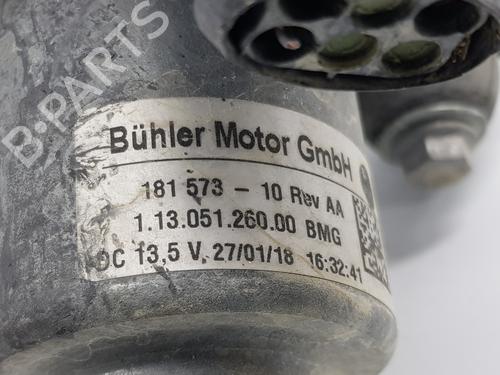 B-PARTS
Bühler Motor GmbH
181 573 - 10 Rev AA
1.13.051.260.00 BMG
DC 13,5 V, 27/01/18 16:32:41